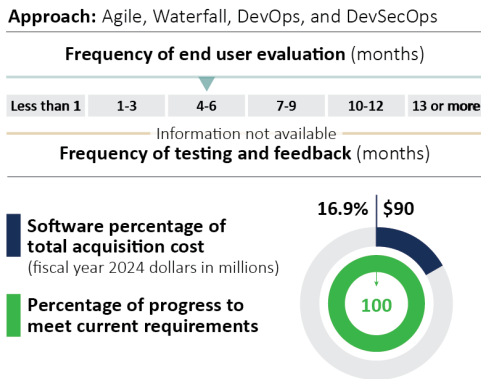 Approach: Agile, Waterfall, DevOps, and DevSecOps
Frequency of end user evaluation (months)
Less than 1 1-3 4-6 7-9 10-12 13 or more
Information not available
Frequency of testing and feedback (months)
16.9% $90
Software percentage of
total acquisition cost
(fiscal year 2024 dollars in millions)
Percentage of progress to
meet current requirements
100